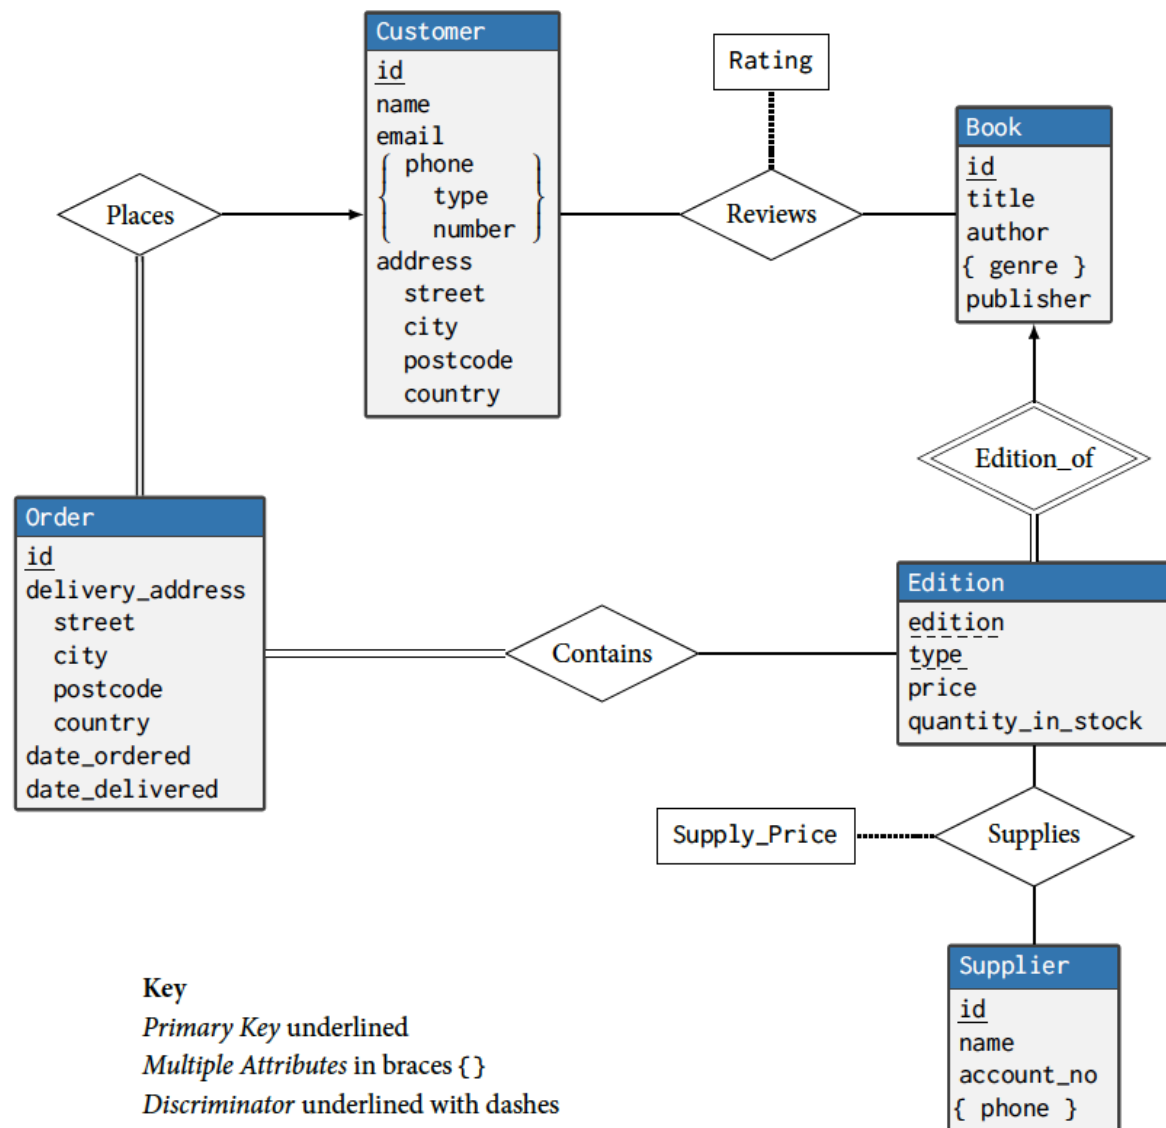 Customer
id
name
email
{ phone
type
number }
address
street
city
postcode
country
Rating
Book
id
title
author
{ genre }
publisher
Places
Reviews
Edition_of
Order
id
delivery_address
street
city
postcode
country
date_ordered
date_delivered
Contains
Edition
edition
type
price
quantity_in_stock
Supply_Price
Supplies
Supplier
id
name
account_no
{ phone }
Key
Primary Key underlined
Multiple Attributes in braces {}
Discriminator underlined with dashes